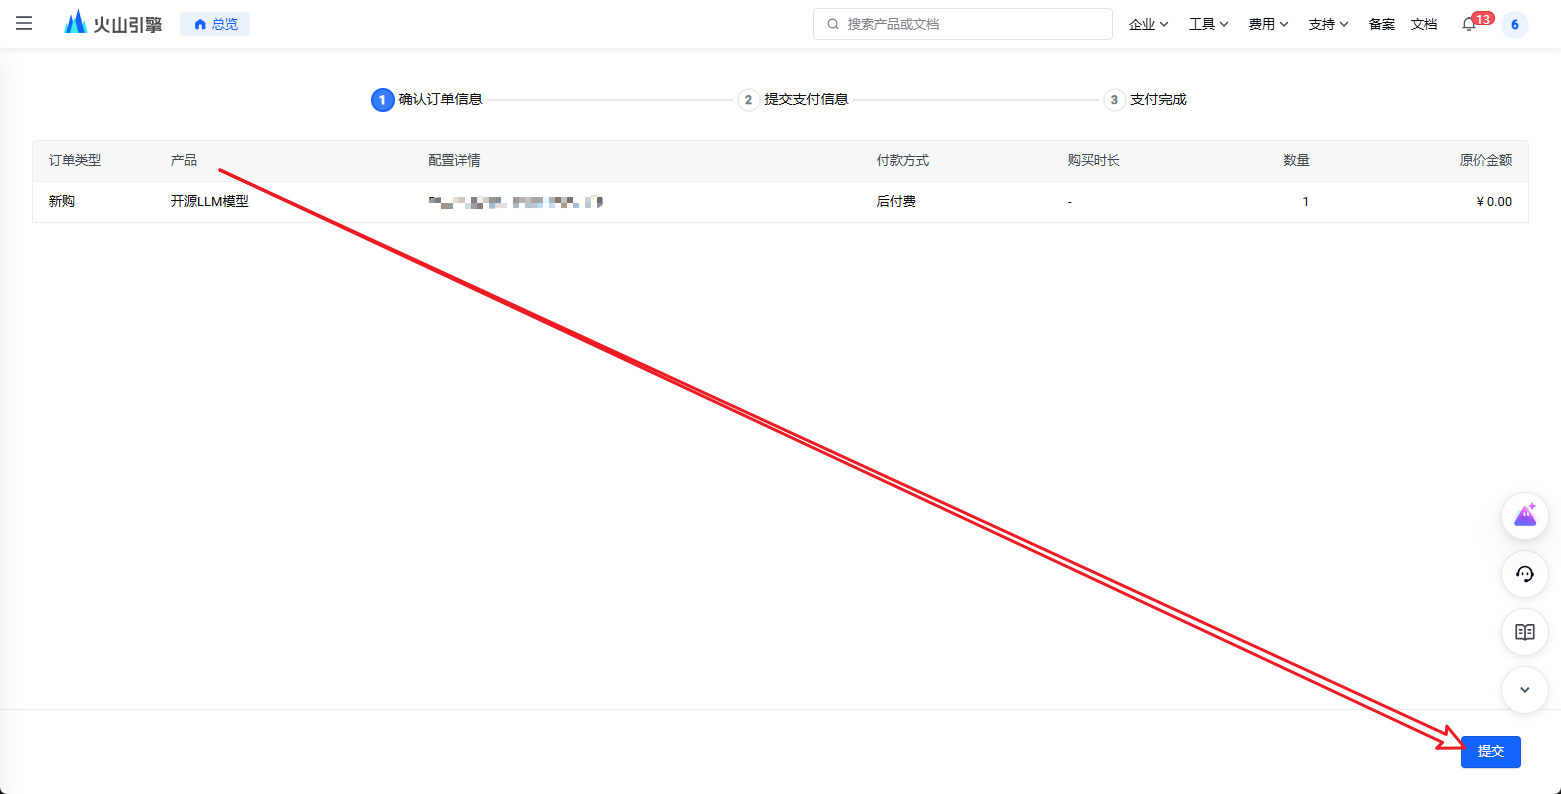 火山引擎 总览 搜索产品或文档 企业 工具 费用 支持 备案 文档 13 6
1 确认订单信息 2 提交支付信息 3 支付完成
订单类型 产品 配置详情 付款方式 购买时长 数量 原价金额
新购 开源LLM模型 后付费 - 1 ¥ 0.00
提交